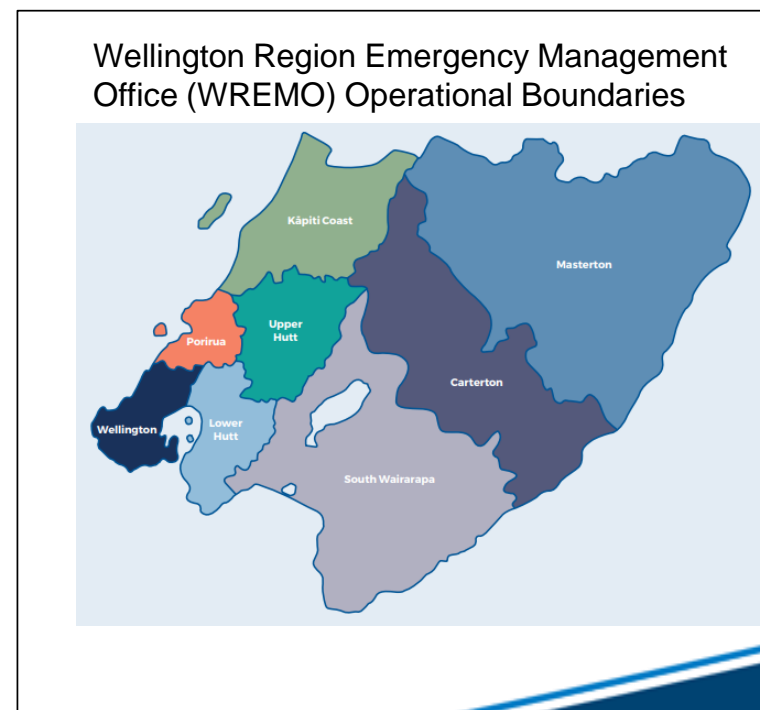 Wellington Region Emergency Management
Office (WREMO) Operational Boundaries
Kāpiti Coast
Masterton
Upper
Hutt
Porirua
Carterton
Lower
Hutt
Wellington
South Wairarapa